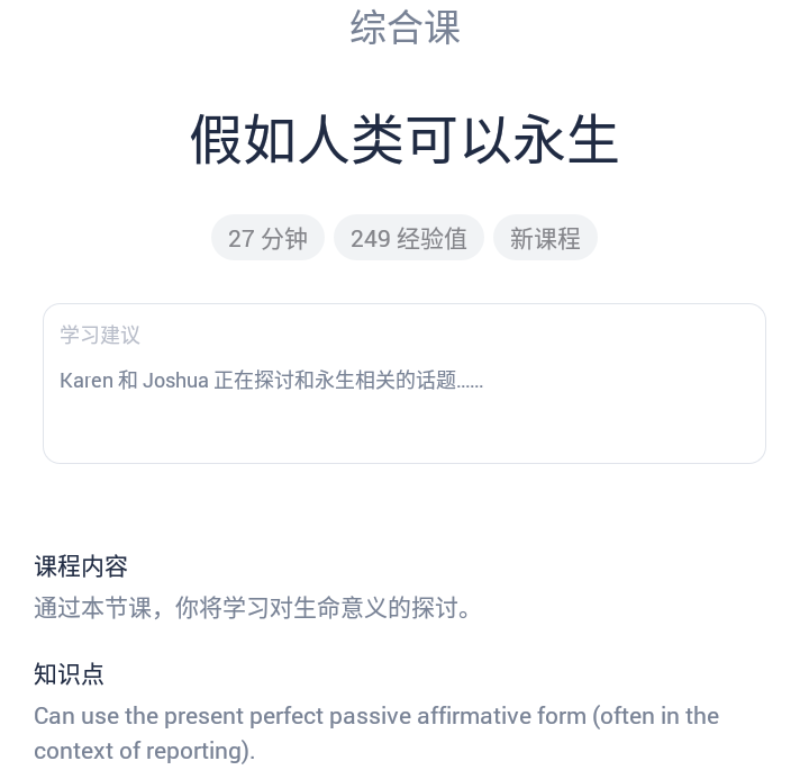 综合课
假如人类可以永生
27 分钟
249 经验值
新课程
学习建议
Karen 和 Joshua 正在探讨和永生相关的话题......
课程内容
通过本节课，你将学习对生命意义的探讨。
知识点
Can use the present perfect passive affirmative form (often in the
context of reporting).